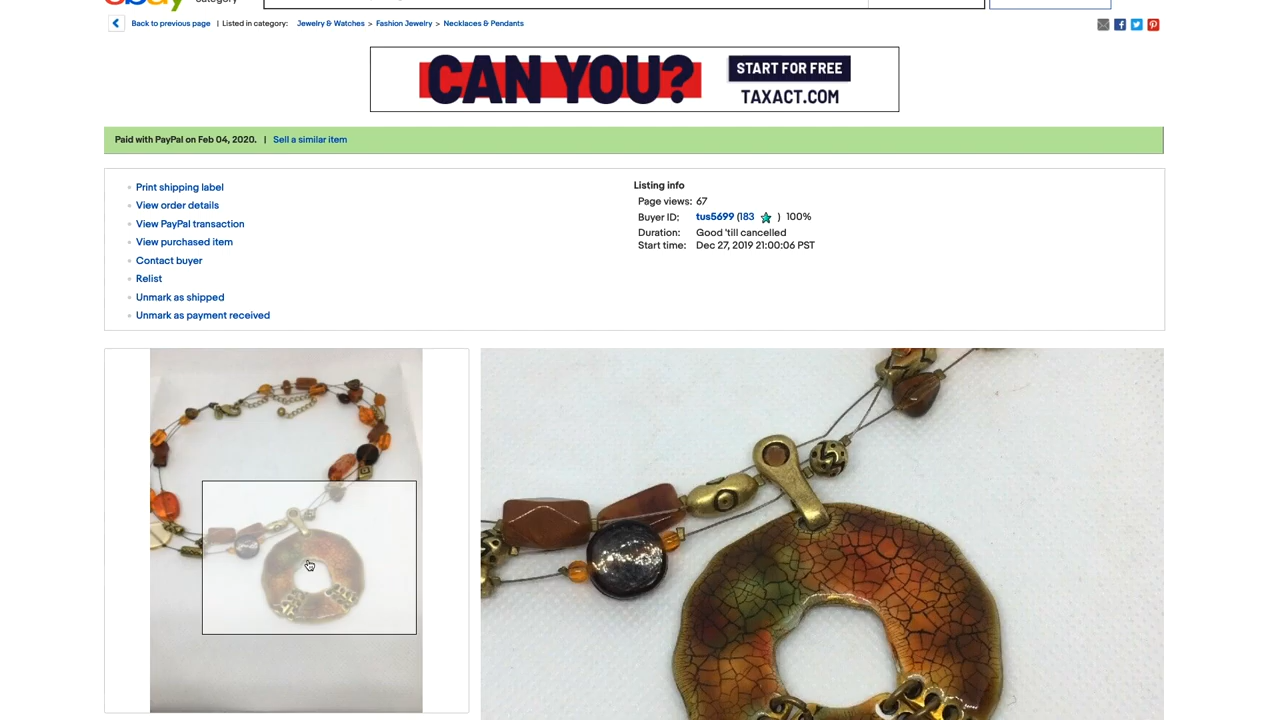 ebay
category
Back to previous page | Listed in category: Jewelry & Watches > Fashion Jewelry > Necklaces & Pendants
CAN YOU?
START FOR FREE
TAXACT.COM
Paid with PayPal on Feb 04, 2020. | Sell a similar item
Print shipping label
View order details
View PayPal transaction
View purchased item
Contact buyer
Relist
Unmark as shipped
Unmark as payment received
Listing info
Page views: 67
Buyer ID: tus5699 (183 ) 100%
Duration: Good 'till cancelled
Start time: Dec 27, 2019 21:00:06 PST